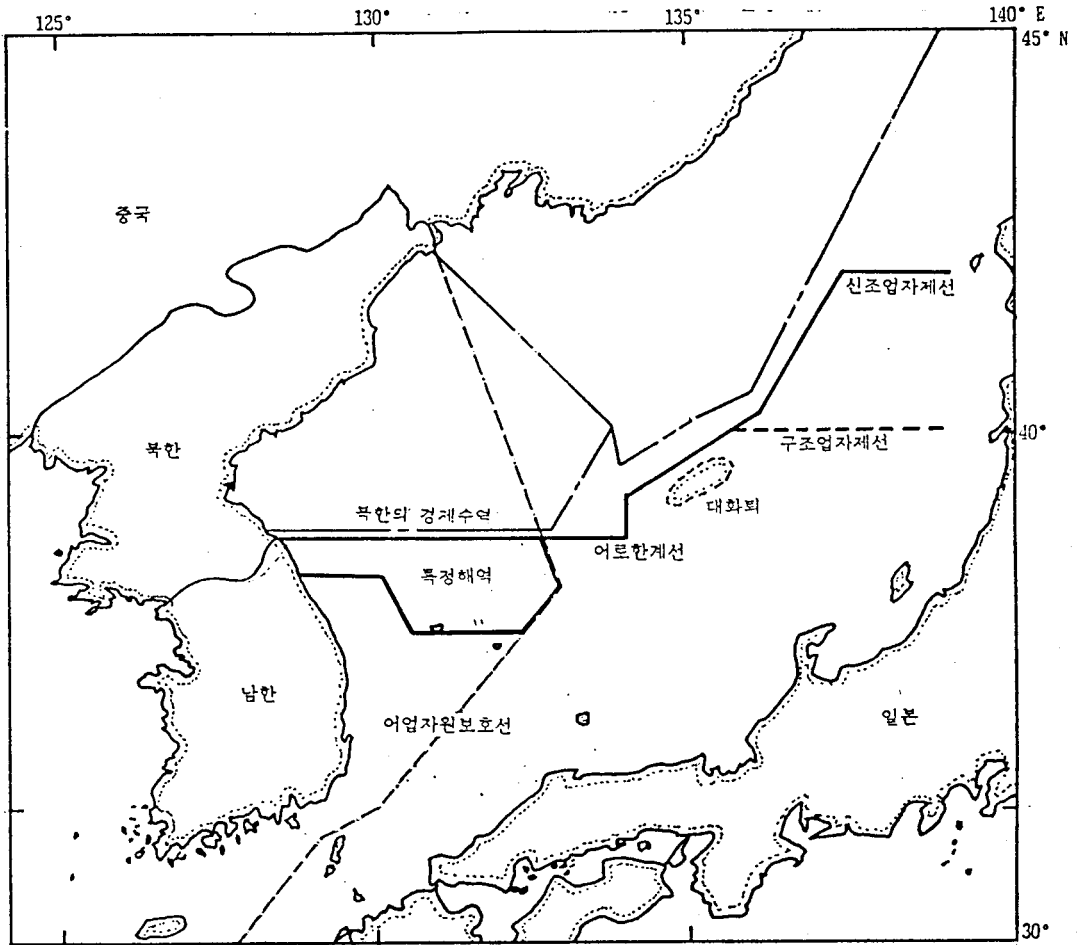 125°
130°
135°
140° E
45° N
중국
신조업자제선
북한
40°
구조업자제선
대화퇴
북한의 경제수역
어로한계선
특정해역
남한
어업자원보호선
일본
30°